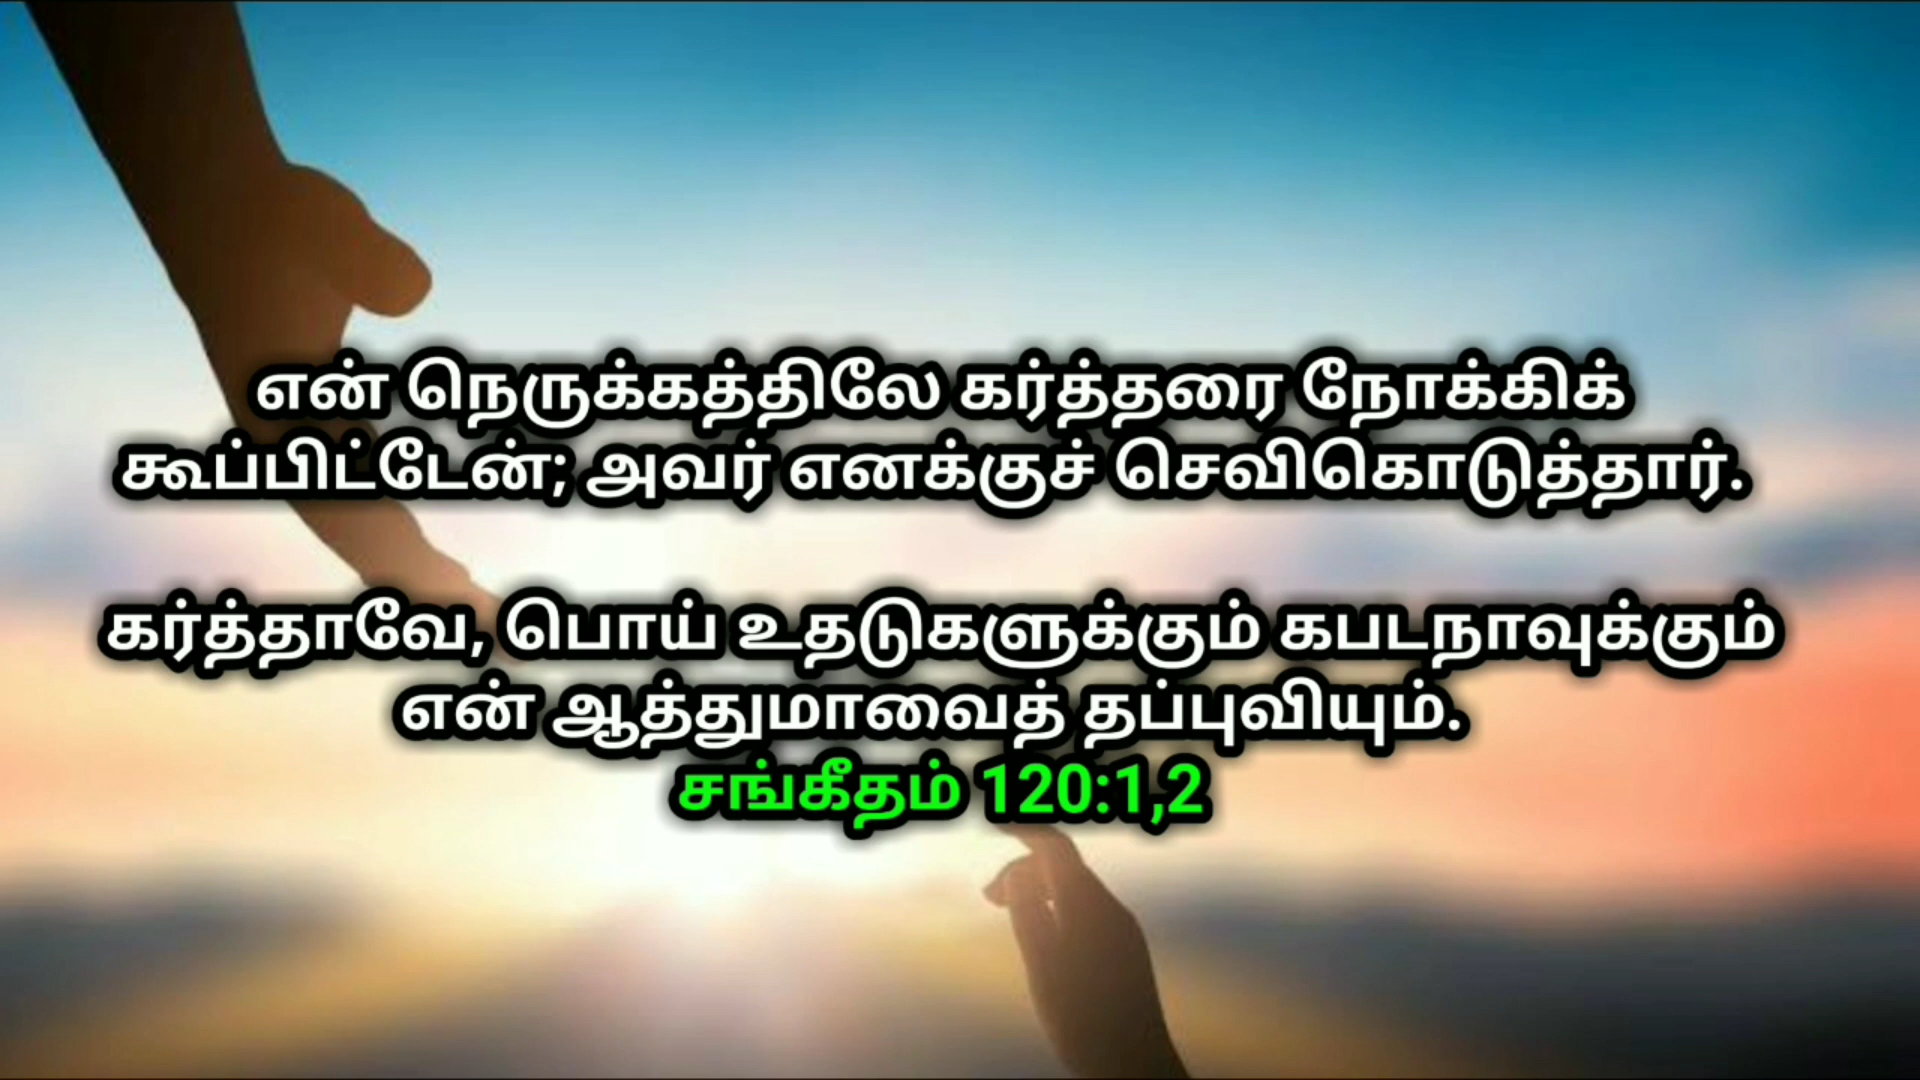 என் நெருக்கத்திலே கர்த்தரை நோக்கிக்
கூப்பிட்டேன்; அவர் எனக்குச் செவிகொடுத்தார்.
கர்த்தாவே, பொய் உதடுகளுக்கும் கபடநாவுக்கும்
என் ஆத்துமாவைத் தப்புவியும்.
சங்கீதம் 120:1,2